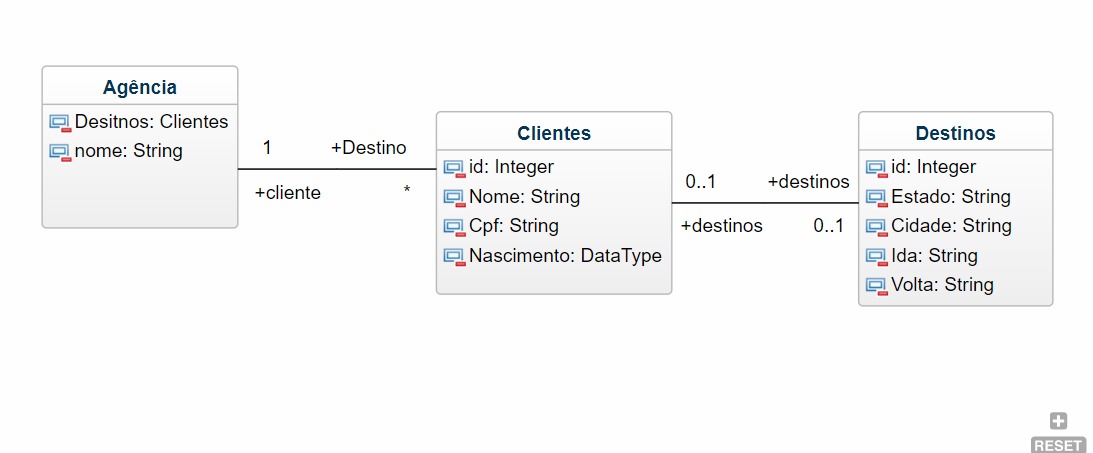 Agência
Desitnos: Clientes
nome: String
1
+Destino
+cliente
*
Clientes
id: Integer
Nome: String
Cpf: String
Nascimento: DataType
0..1
+destinos
+destinos
0..1
Destinos
id: Integer
Estado: String
Cidade: String
Ida: String
Volta: String
RESET